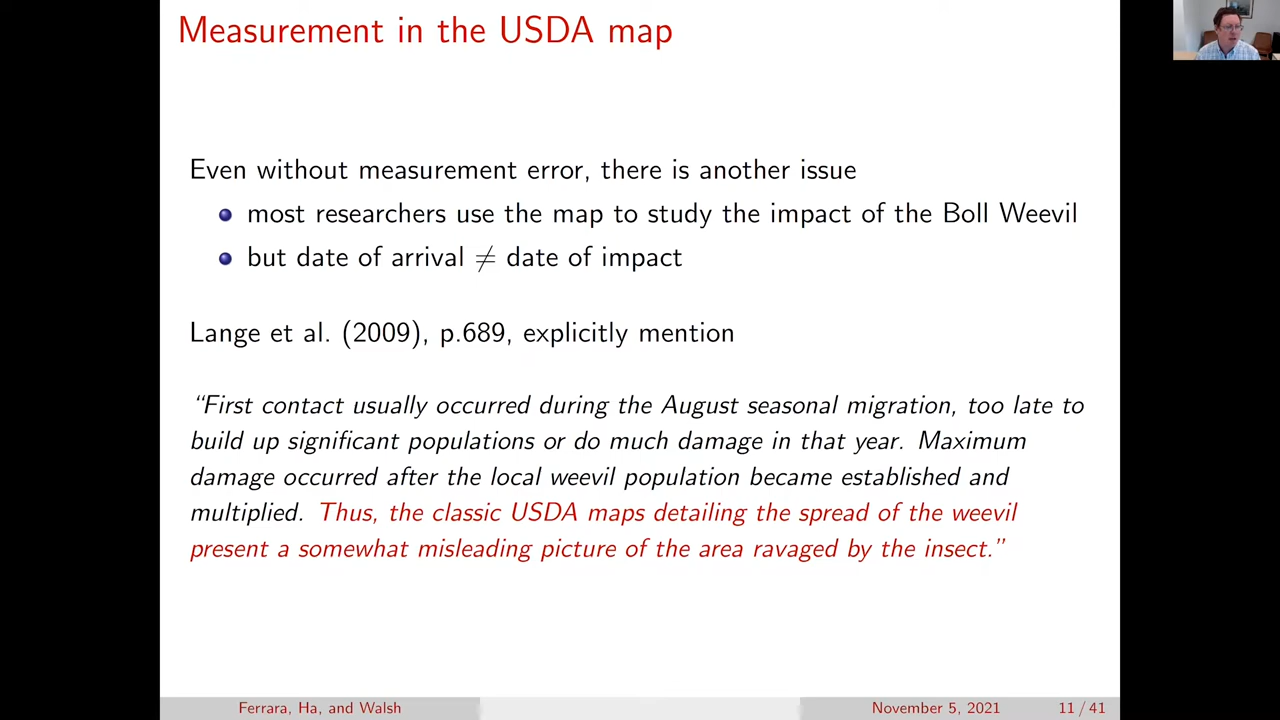 Measurement in the USDA map
Even without measurement error, there is another issue
most researchers use the map to study the impact of the Boll Weevil
but date of arrival ≠ date of impact
Lange et al. (2009), p.689, explicitly mention
“First contact usually occurred during the August seasonal migration, too late to
build up significant populations or do much damage in that year. Maximum
damage occurred after the local weevil population became established and
multiplied. Thus, the classic USDA maps detailing the spread of the weevil
present a somewhat misleading picture of the area ravaged by the insect.”
Ferrara, Ha, and Walsh
November 5, 2021
11 / 41